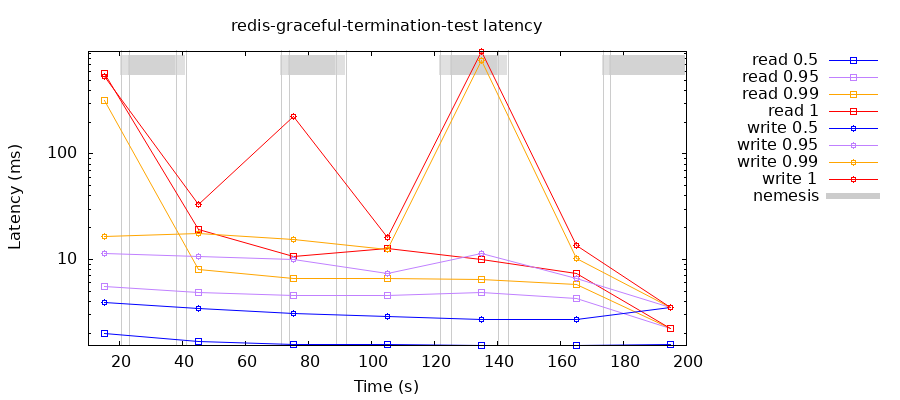 redis-graceful-termination-test latency
Latency (ms)
100
10
20 40 60 80 100 120 140 160 180 200
Time (s)
read 0.5
read 0.95
read 0.99
read 1
write 0.5
write 0.95
write 0.99
write 1
nemesis